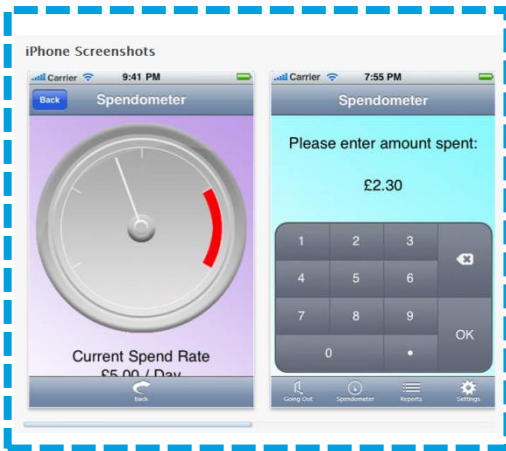 iPhone Screenshots
Carrier 9:41 PM
Back Spendometer
Current Spend Rate
£5.00 / Day
Back
Carrier 7:55 PM
Spendometer
Please enter amount spent:
£2.30
1 2 3
4 5 6
7 8 9
OK
0 .
Going Out Spendometer Reports Settings